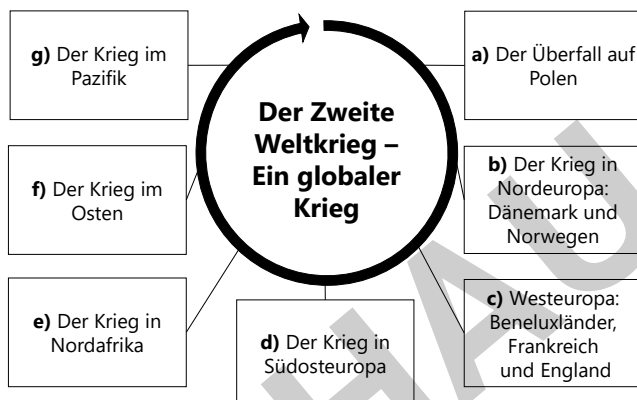 Der Zweite
Weltkrieg –
Ein globaler
Krieg
a) Der Überfall auf
Polen
b) Der Krieg in
Nordeuropa:
Dänemark und
Norwegen
c) Westeuropa:
Beneluxländer,
Frankreich
und England
d) Der Krieg in
Südosteuropa
e) Der Krieg in
Nordafrika
f) Der Krieg im
Osten
g) Der Krieg im
Pazifik
HAU